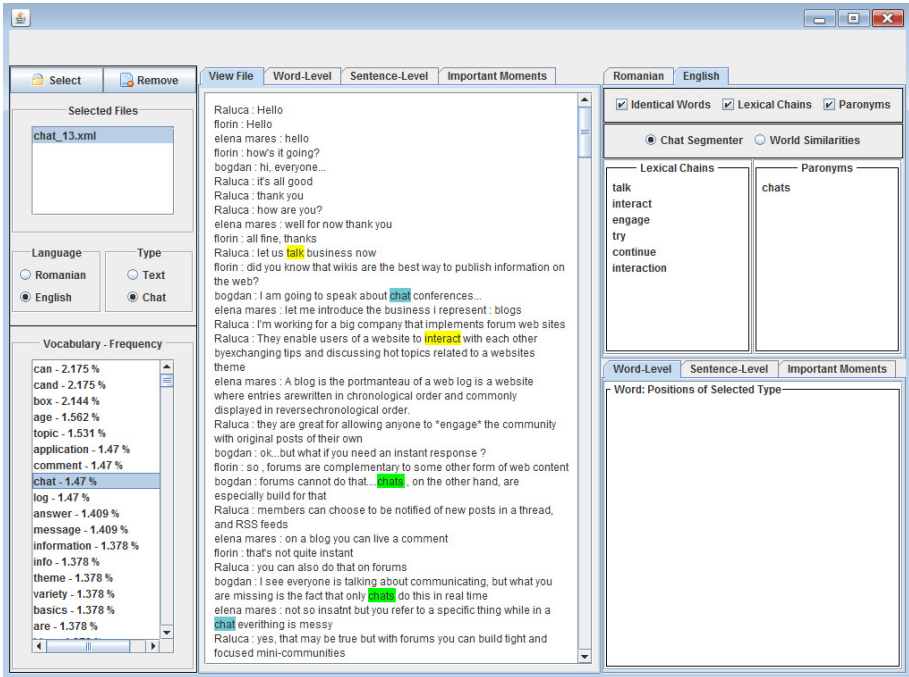 Select
Remove
Selected Files
chat_13.xml
Language
Type
Romanian
Text
English
Chat
Vocabulary - Frequency
can - 2.175 %
cand - 2.175 %
box - 2.144 %
age - 1.562 %
topic - 1.531 %
application - 1.47 %
comment - 1.47 %
chat - 1.47 %
log - 1.47 %
answer - 1.409 %
message - 1.409 %
information - 1.378 %
info - 1.378 %
theme - 1.378 %
variety - 1.378 %
basics - 1.378 %
are - 1.378 %
View File
Word-Level
Sentence-Level
Important Moments
Raluca : Hello
florin : Hello
elena mares : hello
florin : how's it going?
bogdan : hi, everyone...
Raluca : it's all good
Raluca : thank you
Raluca : how are you?
elena mares : well for now thank you
florin : all fine, thanks
Raluca : let us talk business now
florin : did you know that wikis are the best way to publish information on
the web?
bogdan : I am going to speak about chat conferences...
elena mares : let me introduce the business i represent : blogs
Raluca : I'm working for a big company that implements forum web sites
Raluca : They enable users of a website to interact with each other
byexchanging tips and discussing hot topics related to a websites
theme
elena mares : A blog is the portmanteau of a web log is a website
where entries arewritten in chronological order and commonly
displayed in reversechronological order.
Raluca : they are great for allowing anyone to *engage* the community
with original posts of their own
bogdan : ok...but what if you need an instant response ?
florin : so , forums are complementary to some other form of web content
bogdan : forums cannot do that....chats , on the other hand, are
especially build for that
Raluca : members can choose to be notified of new posts in a thread,
and RSS feeds
elena mares : on a blog you can live a comment
florin : that's not quite instant
Raluca : you can also do that on forums
bogdan : I see everyone is talking about communicating, but what you
are missing is the fact that only chats do this in real time
elena mares : not so insatnt but you refer to a specific thing while in a
chat everithing is messy
Raluca : yes, that may be true but with forums you can build tight and
focused mini-communities
Romanian
English
Identical Words
Lexical Chains
Paronyms
Chat Segmenter
World Similarities
Lexical Chains
talk
interact
engage
try
continue
interaction
Paronyms
chats
Word-Level
Sentence-Level
Important Moments
Word: Positions of Selected Type